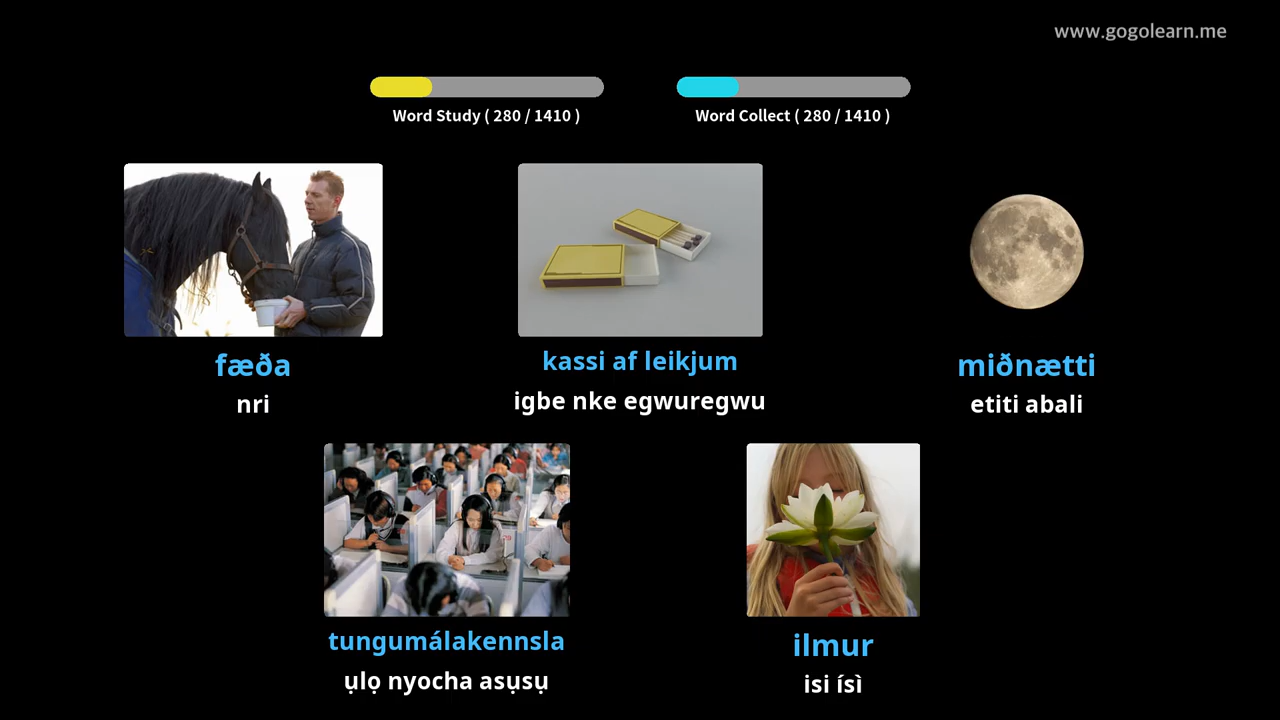 www.gogolearn.me
Word Study ( 280 / 1410 )
Word Collect ( 280 / 1410 )
fæða
nri
kassi af leikjum
igbe nke egwuregwu
miðnætti
etiti abali
tungumálakennsla
ụlọ nyocha asụsụ
ilmur
isi ísì